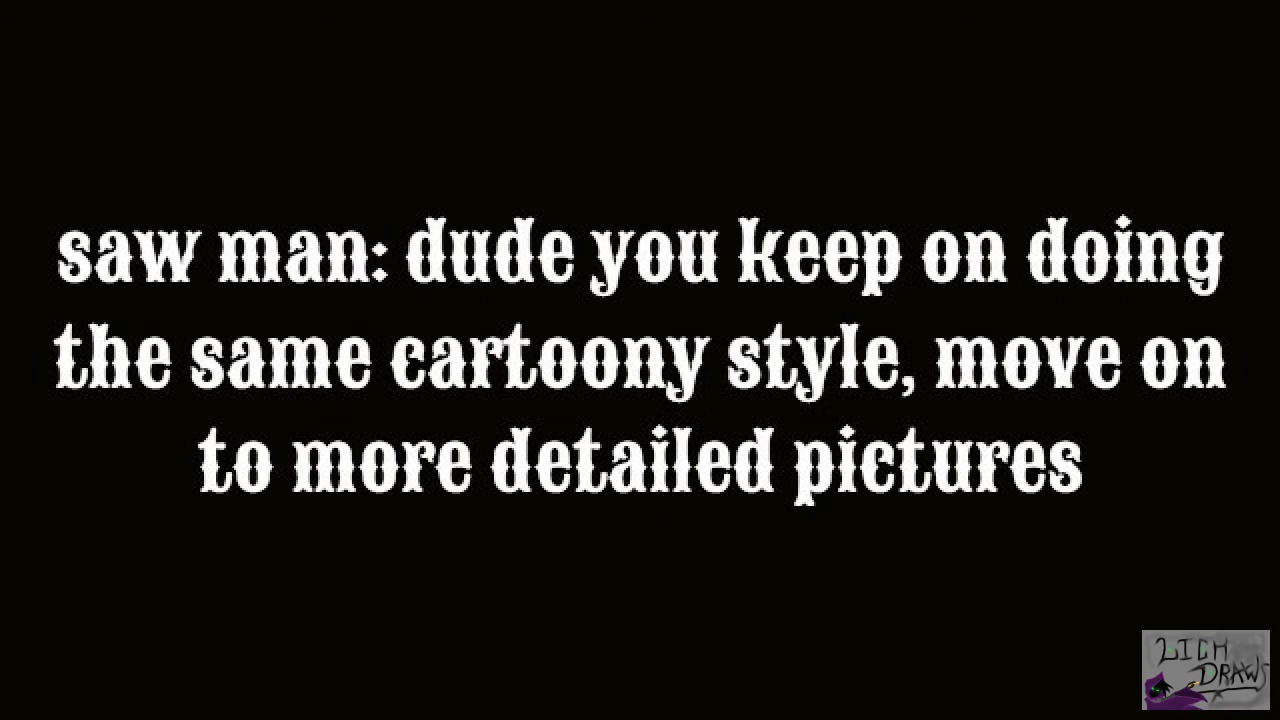 saw man: dude you keep on doing
the same cartoony style, move on
to more detailed pictures
LICH
DRAWS